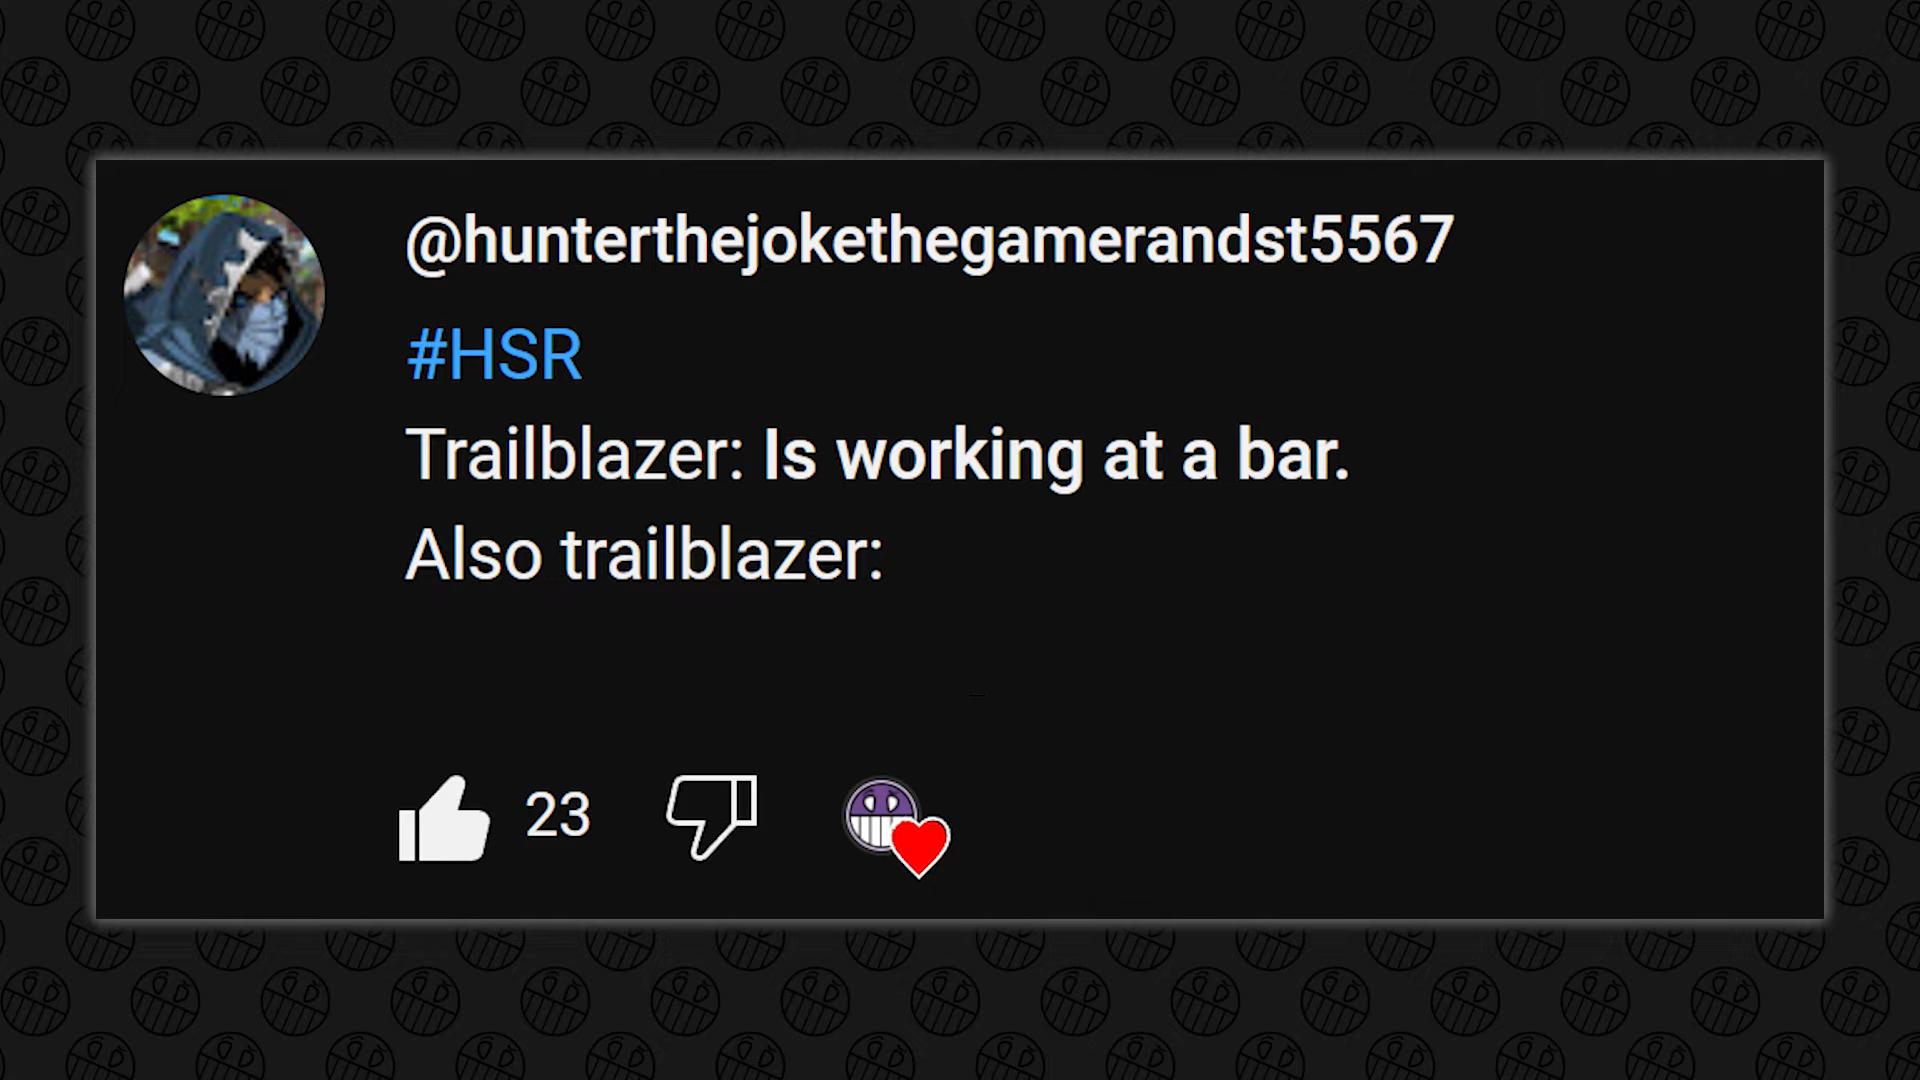 @hunterthejokethegamerandst5567
#HSR
Trailblazer: Is working at a bar.
Also trailblazer:
23